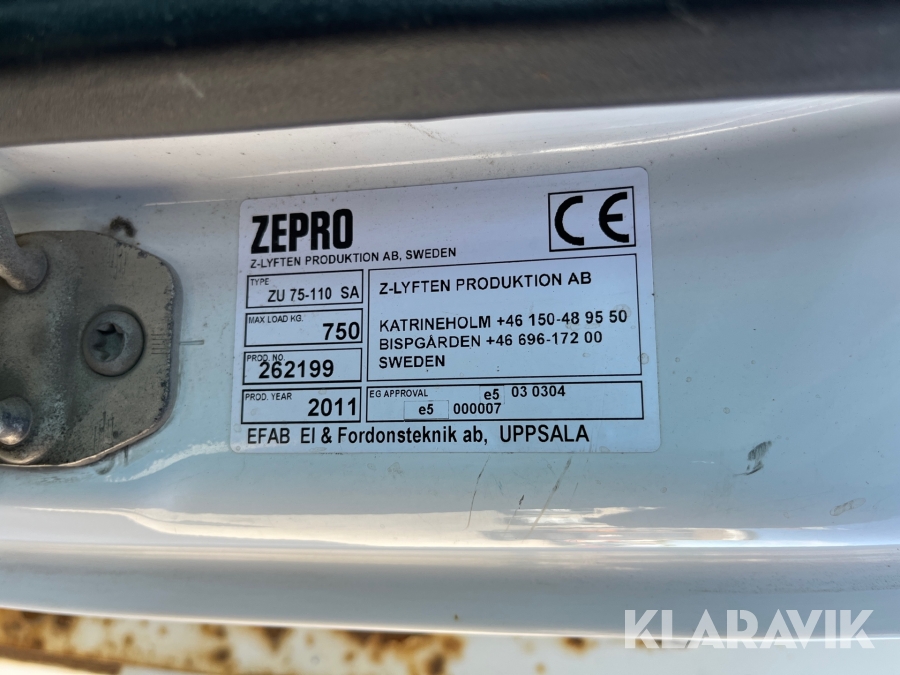 ZEPRO
Z-LYFTEN PRODUKTION AB, SWEDEN
CE
TYPE
ZU 75-110 SA
MAX LOAD KG.
750
PROD. NO.
262199
PROD. YEAR
2011
Z-LYFTEN PRODUKTION AB
KATRINEHOLM +46 150-48 95 50
BISPGÅRDEN +46 696-172 00
SWEDEN
EG APPROVAL e5 03 0304
e5 000007
EFAB El & Fordonsteknik ab, UPPSALA
KLARAVIK